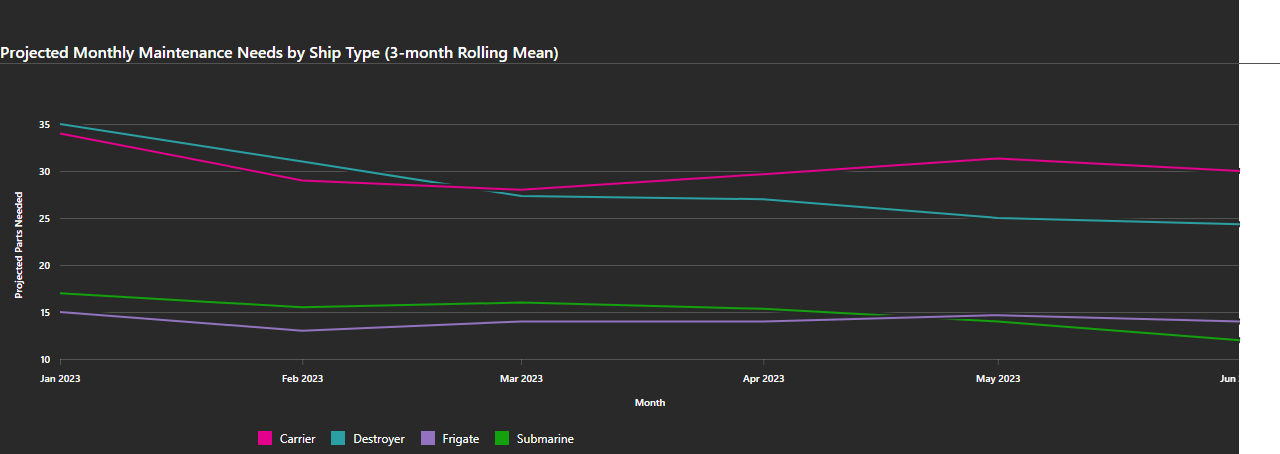 Projected Monthly Maintenance Needs by Ship Type (3-month Rolling Mean)
35
30
25
20
15
10
Projected Parts Needed
Jan 2023 Feb 2023 Mar 2023 Apr 2023 May 2023 Jun
Month
Carrier Destroyer Frigate Submarine